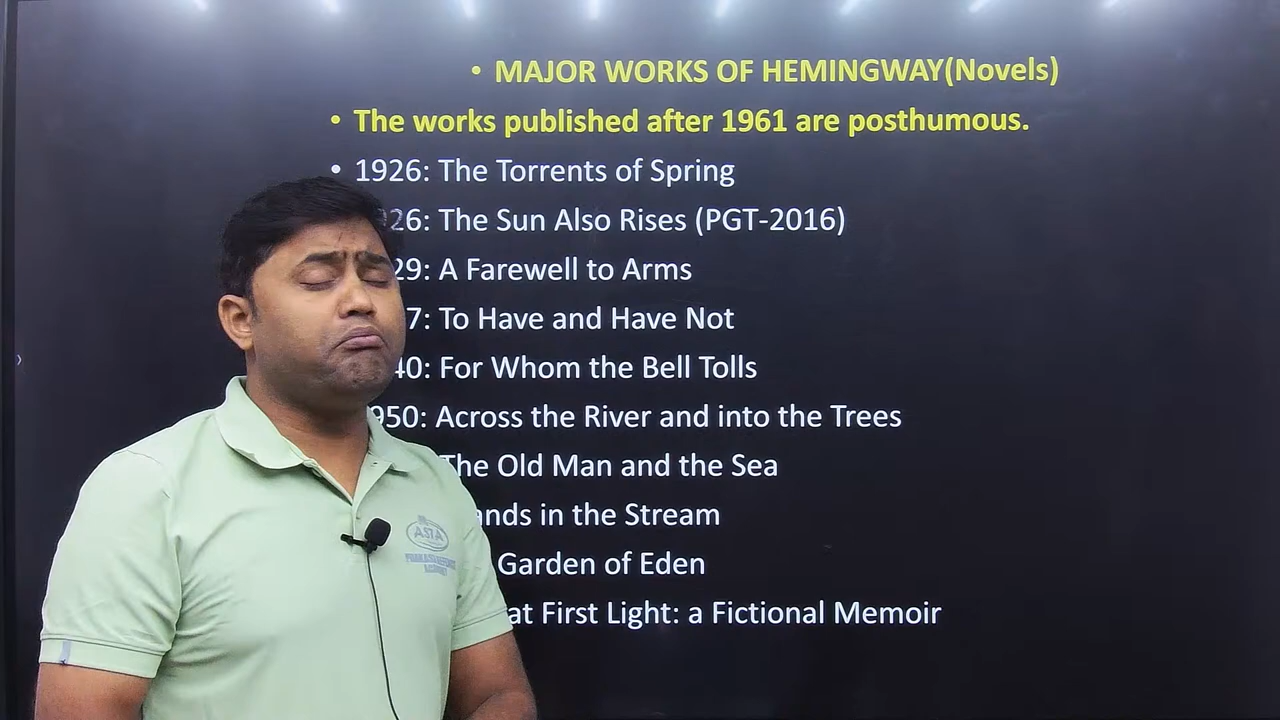 • MAJOR WORKS OF HEMINGWAY(Novels)
• The works published after 1961 are posthumous.
• 1926: The Torrents of Spring
26: The Sun Also Rises (PGT-2016)
29: A Farewell to Arms
7: To Have and Have Not
40: For Whom the Bell Tolls
950: Across the River and into the Trees
The Old Man and the Sea
ands in the Stream
Garden of Eden
at First Light: a Fictional Memoir
ASTA